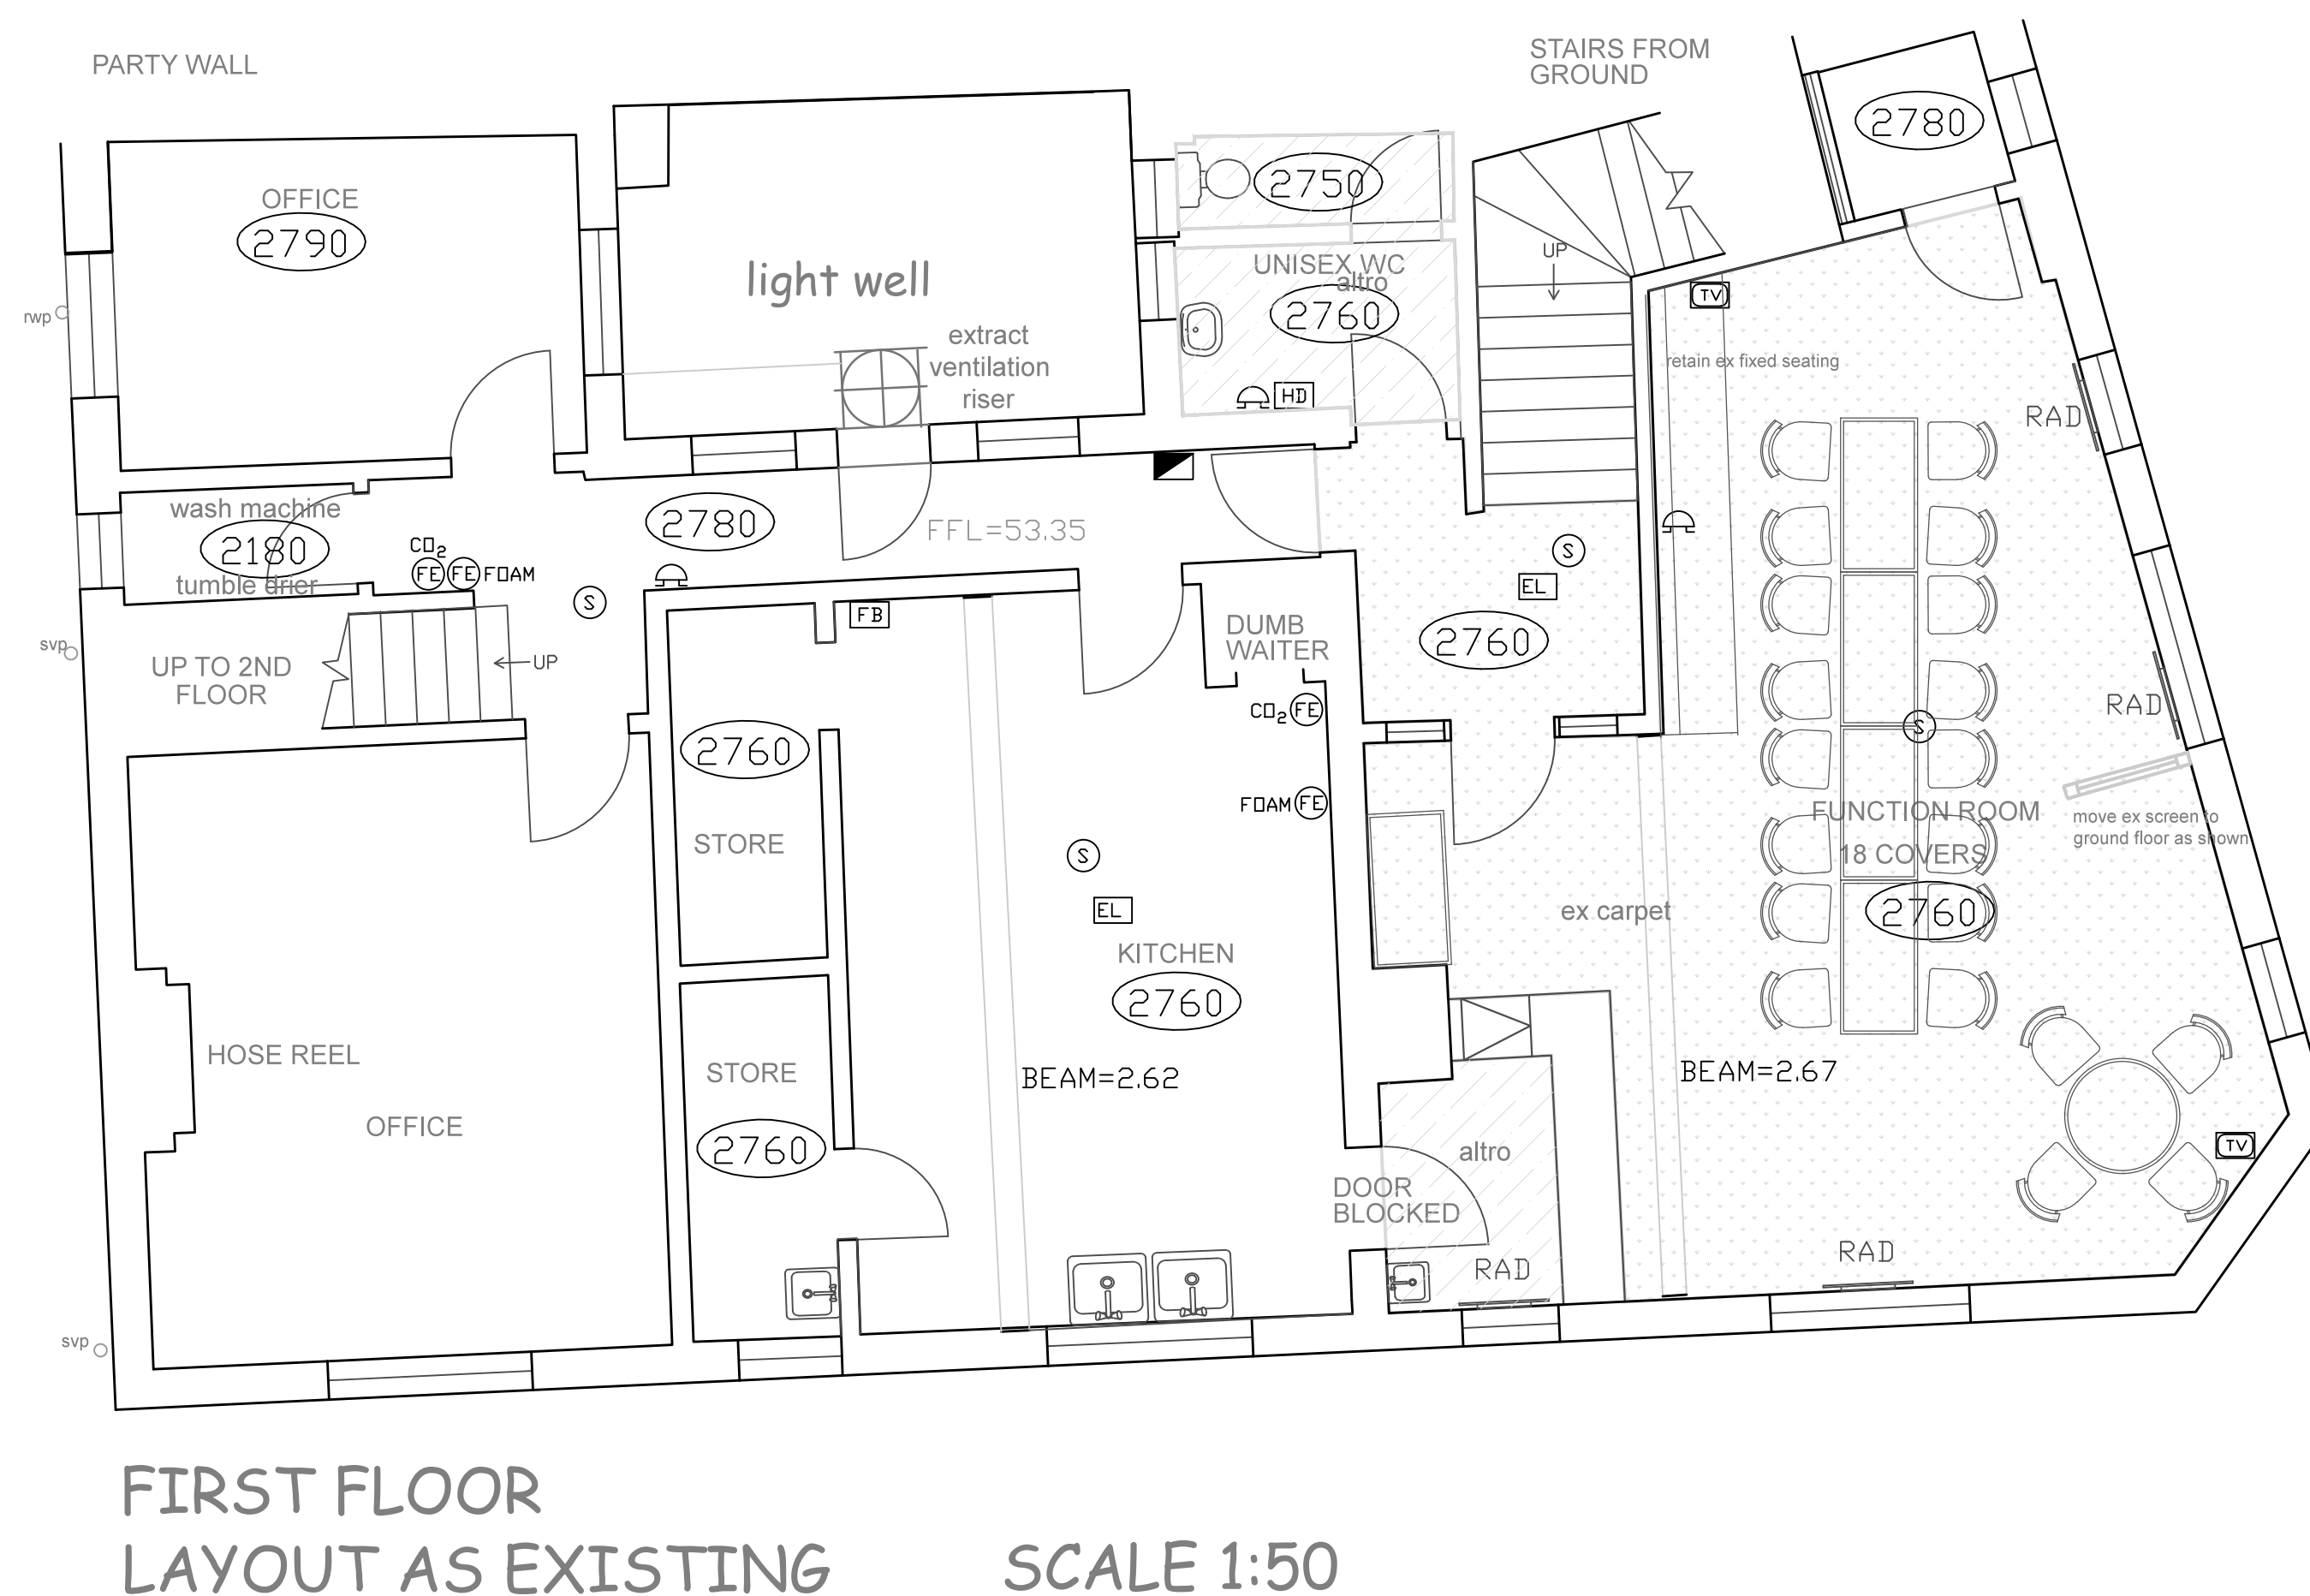 PARTY WALL
STAIRS FROM
GROUND
2780
OFFICE
2790
light well
extract
ventilation
riser
2750
UNISEX WC
altro
2760
HD
UP
TV
retain ex fixed seating
RAD
rwp
wash machine
2180
tumble drier
CO2
FE
FE
FOAM
S
2780
FFL=53.35
S
EL
2760
svp
UP TO 2ND
FLOOR
UP
FB
DUMB
WAITER
CO2
FE
FOAM
FE
RAD
S
2760
STORE
S
EL
KITCHEN
2760
ex carpet
FUNCTION ROOM
18 COVERS
2760
move ex screen to
ground floor as shown
HOSE REEL
OFFICE
STORE
2760
BEAM=2.62
BEAM=2.67
altro
DOOR
BLOCKED
RAD
RAD
TV
svp
FIRST FLOOR
LAYOUT AS EXISTING
SCALE 1:50